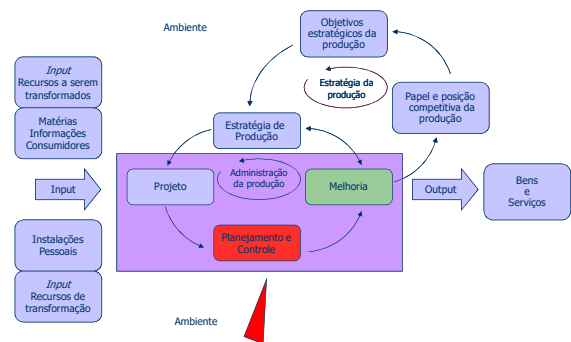 Ambiente
Objetivos
estratégicos da
produção
Input
Recursos a serem
transformados
Estratégia da
produção
Papel e posição
competitiva da
produção
Matérias
Informações
Consumidores
Estratégia de
Produção
Input
Projeto
Administração
da produção
Melhoria
Output
Bens
e
Serviços
Instalações
Pessoais
Planejamento e
Controle
Input
Recursos de
transformação
Ambiente